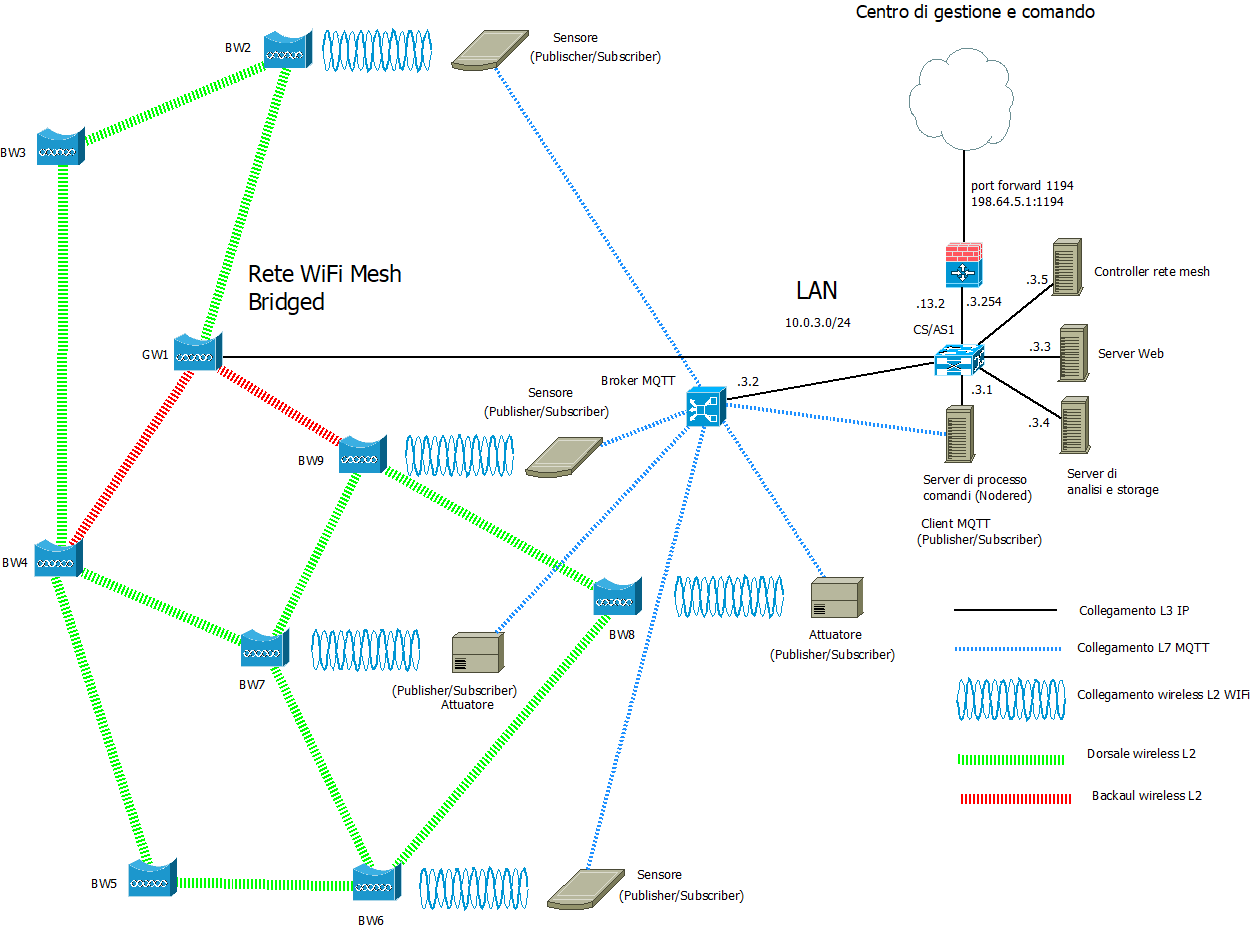 Centro di gestione e comando
BW2
Sensore
(Publischer/Subscriber)
BW3
port forward 1194
198.64.5.1:1194
Rete WiFi Mesh
Bridged
LAN
10.0.3.0/24
.3.5
Controller rete mesh
.13.2
.3.254
CS/AS1
GW1
.3.3
Server Web
Broker MQTT
.3.2
.3.1
Sensore
(Publisher/Subscriber)
.3.4
BW9
Server di processo
comandi (Nodered)
Server di
analisi e storage
Client MQTT
(Publisher/Subscriber)
BW4
BW8
Attuatore
(Publisher/Subscriber)
BW7
(Publisher/Subscriber)
Attuatore
Collegamento L3 IP
Collegamento L7 MQTT
Collegamento wireless L2 WIFi
Dorsale wireless L2
Backaul wireless L2
BW5
BW6
Sensore
(Publisher/Subscriber)